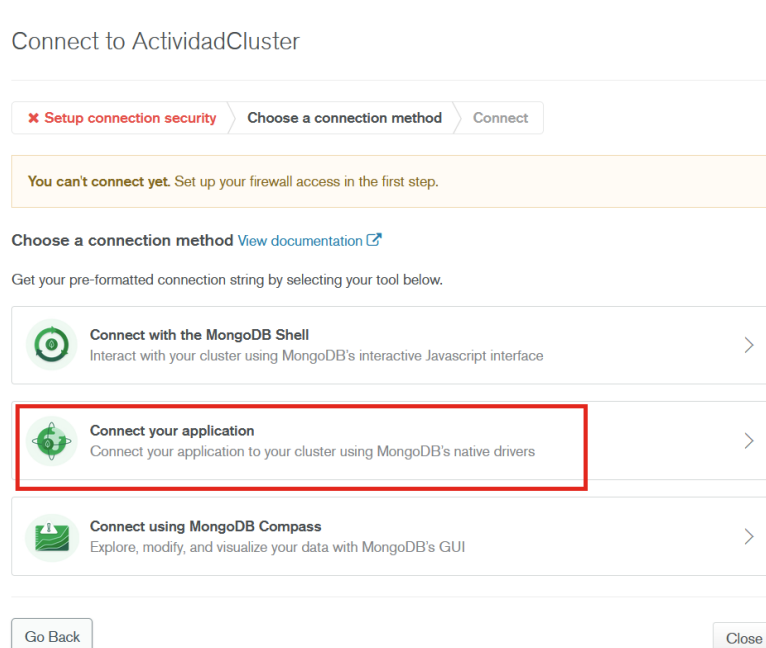 Connect to ActividadCluster
✖ Setup connection security
Choose a connection method
Connect
You can't connect yet. Set up your firewall access in the first step.
Choose a connection method View documentation
Get your pre-formatted connection string by selecting your tool below.
Connect with the MongoDB Shell
Interact with your cluster using MongoDB's interactive Javascript interface
Connect your application
Connect your application to your cluster using MongoDB's native drivers
Connect using MongoDB Compass
Explore, modify, and visualize your data with MongoDB's GUI
Go Back
Close